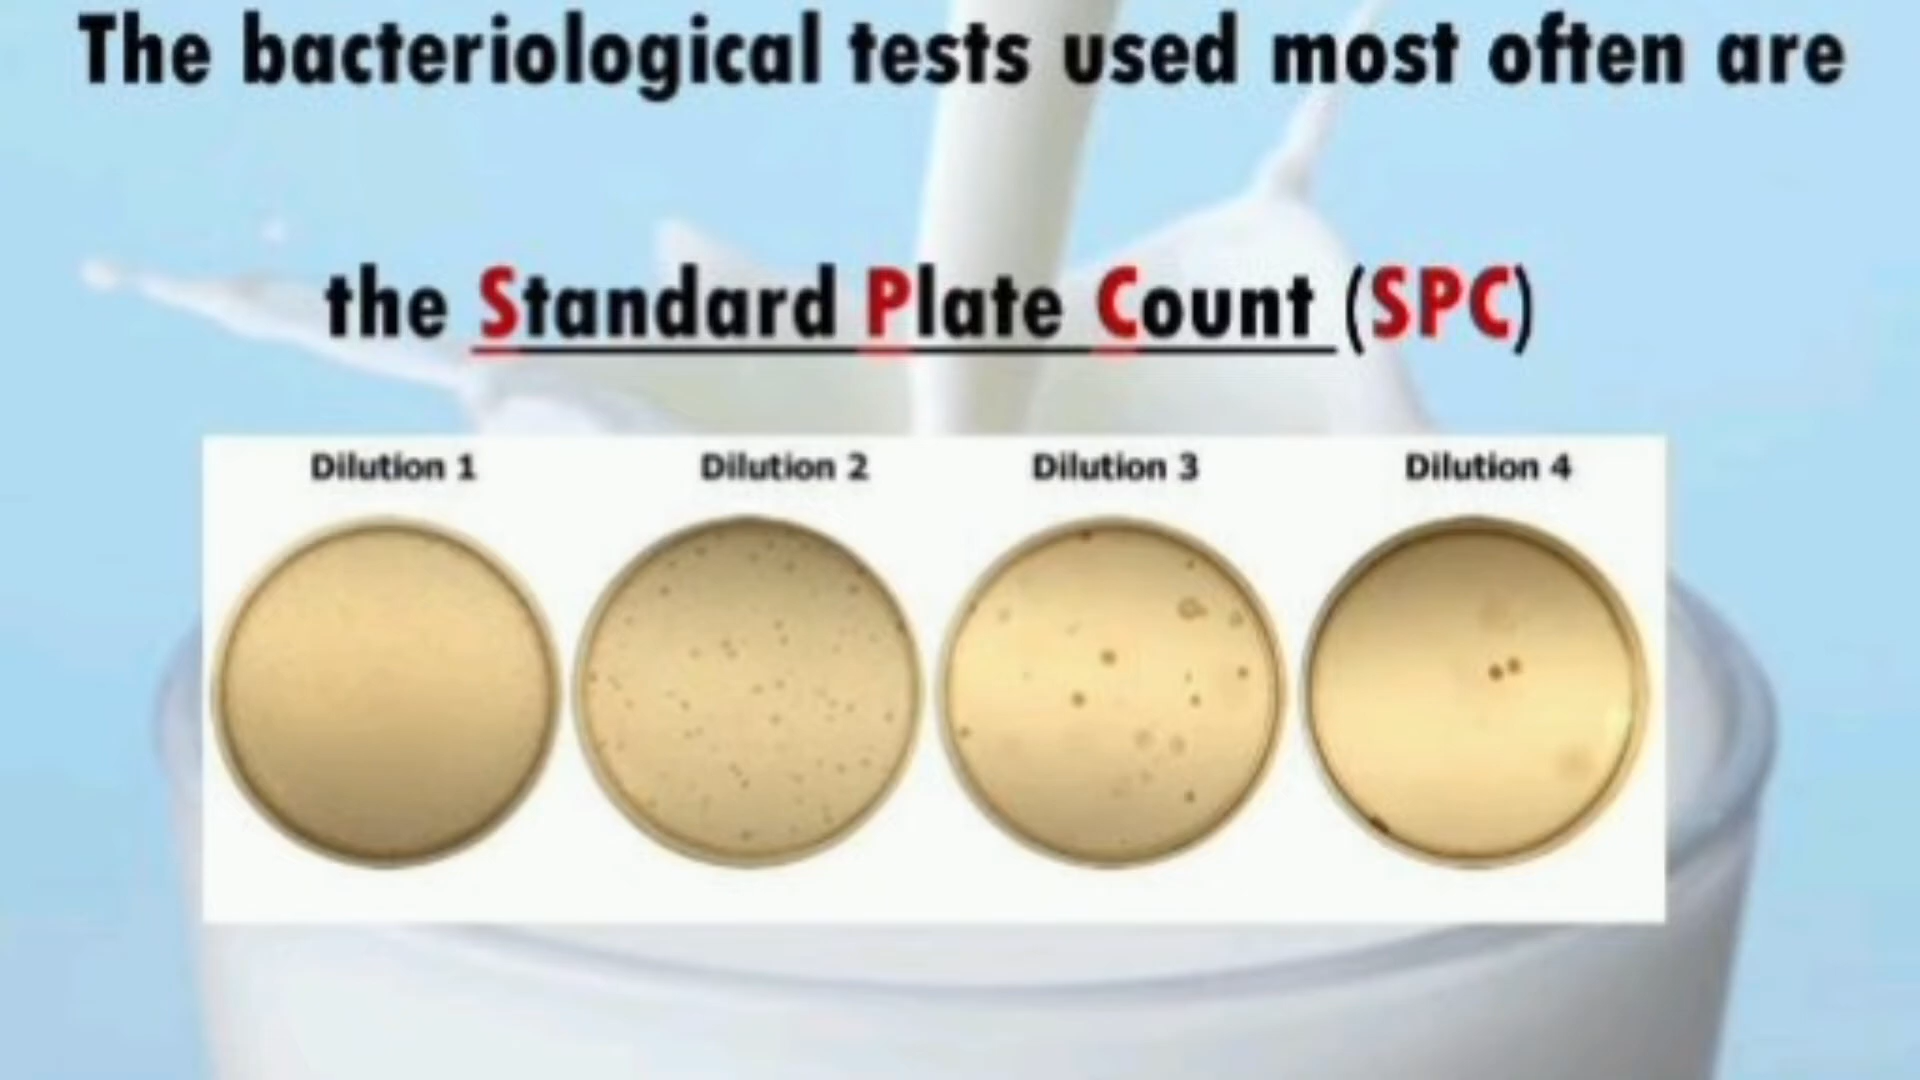 The bacteriological tests used most often are
the Standard Plate Count (SPC)
Dilution 1 Dilution 2 Dilution 3 Dilution 4